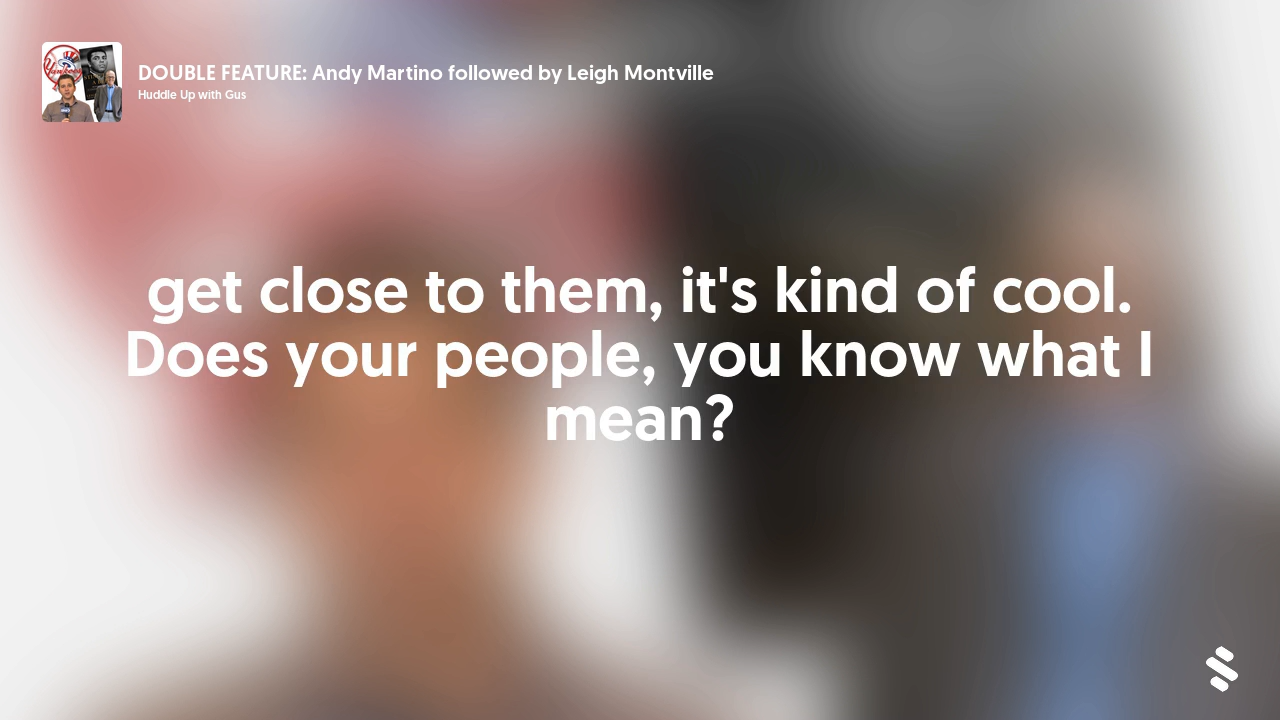 DOUBLE FEATURE: Andy Martino followed by Leigh Montville
Huddle Up with Gus
get close to them, it's kind of cool.
Does your people, you know what I
mean?